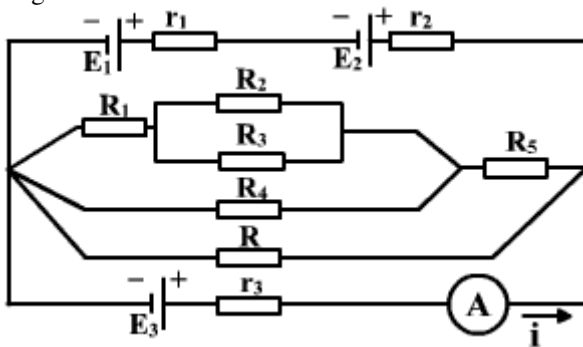 − + r₁ − + r₂
E₁ E₂
R₂
R₁
R₃ R₅
R₄
R
− + r₃ A
E₃ i